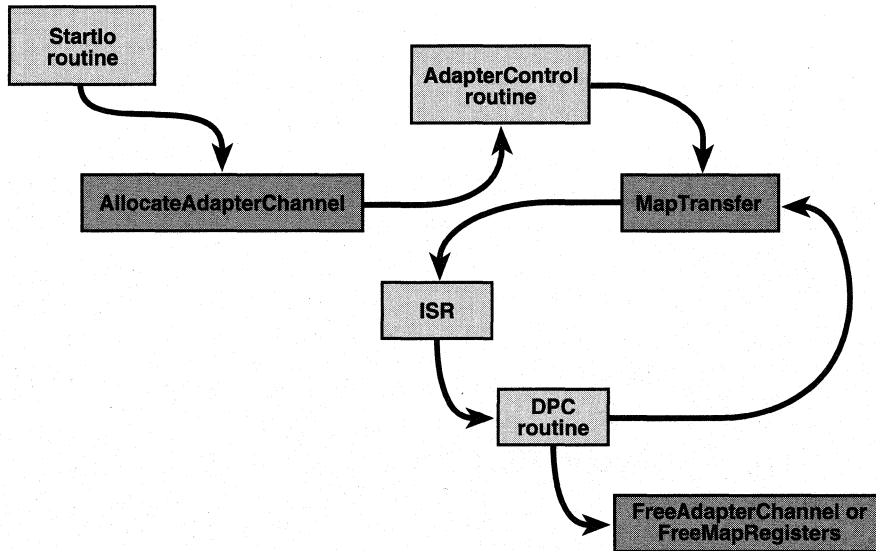 StartIo
routine
AdapterControl
routine
AllocateAdapterChannel
MapTransfer
ISR
DPC
routine
FreeAdapterChannel or
FreeMapRegisters